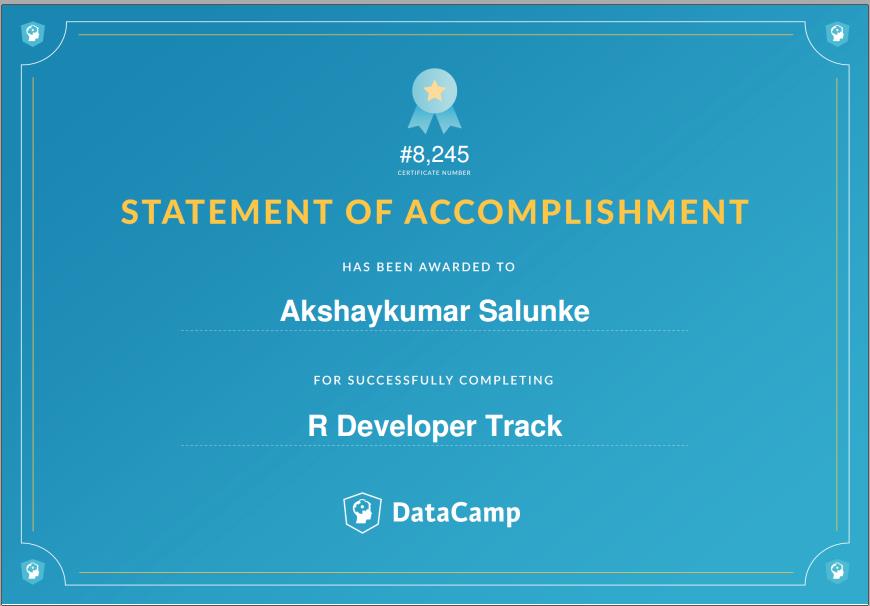 #8,245
CERTIFICATE NUMBER
STATEMENT OF ACCOMPLISHMENT
HAS BEEN AWARDED TO
Akshaykumar Salunke
FOR SUCCESSFULLY COMPLETING
R Developer Track
DataCamp